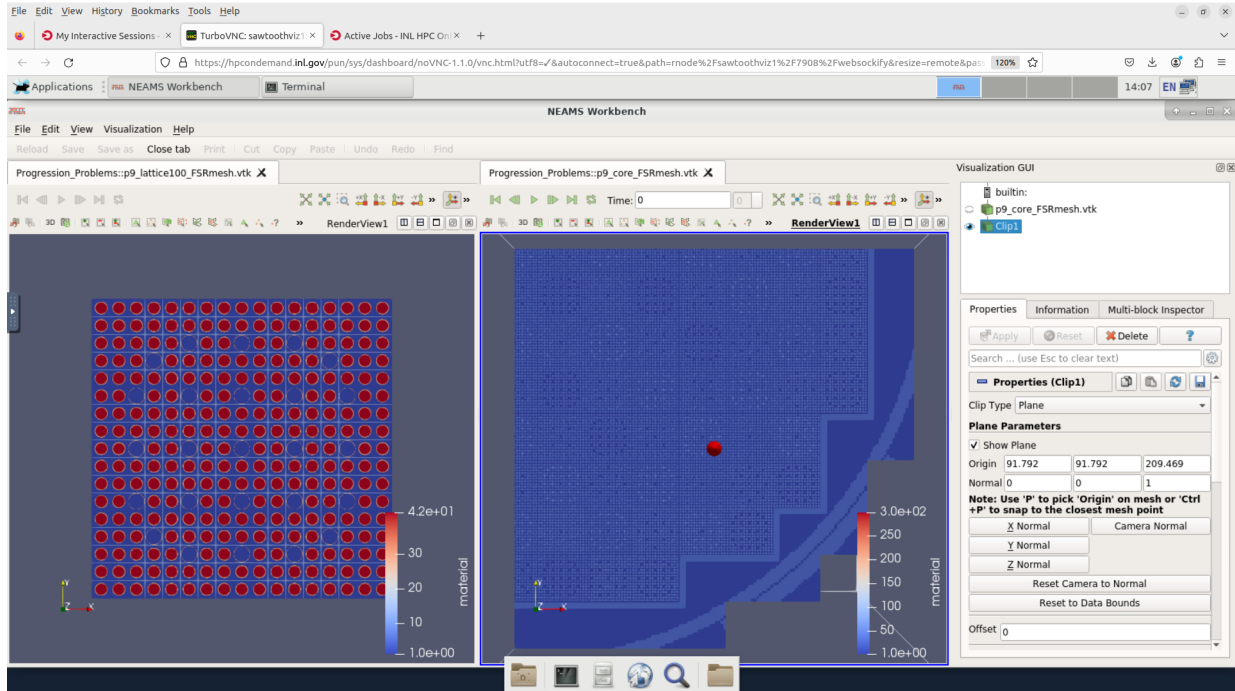 File Edit View History Bookmarks Tools Help
My Interactive Sessions - TurboVNC: sawtoothviz1 Active Jobs - INL HPC On
https://hpcondemand.inl.gov/pun/sys/dashboard/noVNC-1.1.0/vnc.html?utf8=✓&autoconnect=true&path=rnode%2Fsawtoothviz1%2F7908%2Fwebsockify&resize=remote&pas 120%
Applications NEAMS Workbench Terminal 14:07 EN
NEAMS Workbench
File Edit View Visualization Help
Reload Save Save as Close tab Print Cut Copy Paste Undo Redo Find
Progression_Problems::p9_lattice100_FSRmesh.vtk
Progression_Problems::p9_core_FSRmesh.vtk
Time: 0 0
3D RenderView1
3D RenderView1
4.2e+01
30
20
10
1.0e+00
material
Y
Z X
3.0e+02
250
200
150
100
50
1.0e+00
material
Y
Z X
Visualization GUI
builtin:
p9_core_FSRmesh.vtk
Clip1
Properties Information Multi-block Inspector
Apply Reset Delete ?
Search ... (use Esc to clear text)
Properties (Clip1)
Clip Type Plane
Plane Parameters
Show Plane
Origin 91.792 91.792 209.469
Normal 0 0 1
Note: Use 'P' to pick 'Origin' on mesh or 'Ctrl
+P' to snap to the closest mesh
point
X Normal Camera Normal
Y Normal
Z Normal
Reset Camera to Normal
Reset to Data Bounds
Offset 0